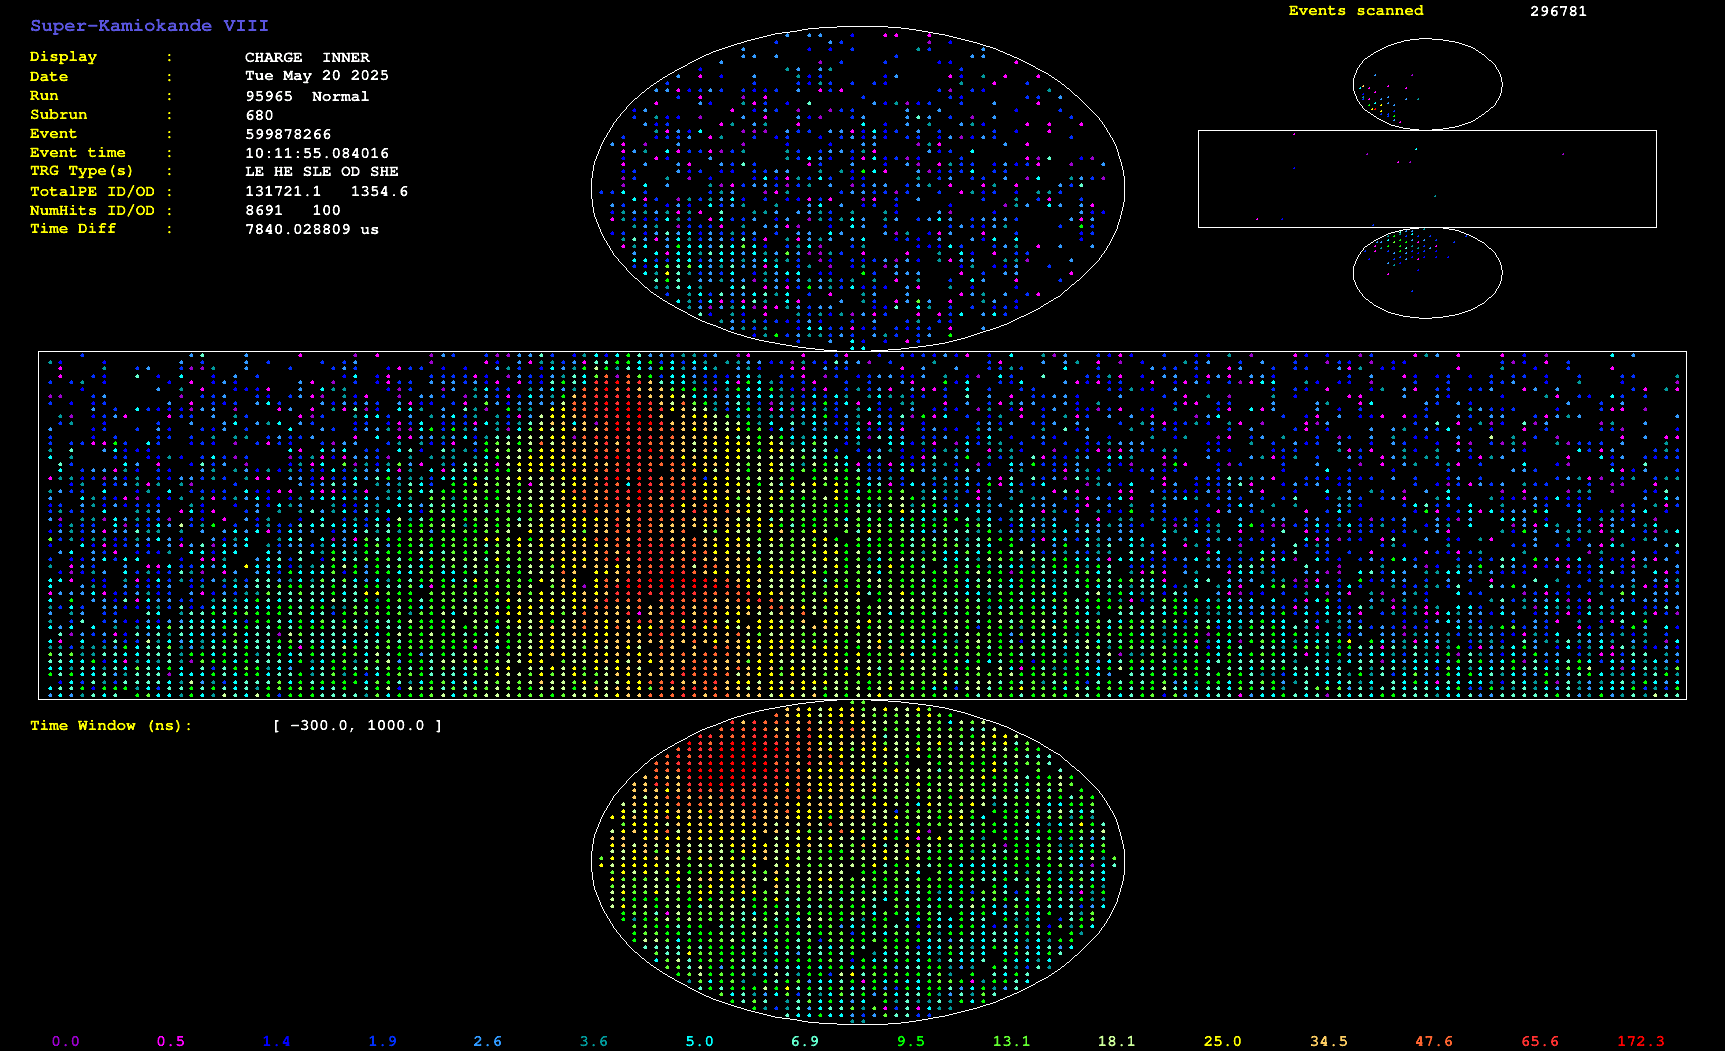 Super-Kamiokande VIII
Events scanned 296781
Display : CHARGE INNER
Date : Tue May 20 2025
Run : 95965 Normal
Subrun : 680
Event : 599878266
Event time : 10:11:55.084016
TRG Type(s) : LE HE SLE OD SHE
TotalPE ID/OD : 131721.1 1354.6
NumHits ID/OD : 8691 100
Time Diff : 7840.028809 us
Time Window (ns): [ -300.0, 1000.0 ]
0.0 0.5 1.4 1.9 2.6 3.6 5.0 6.9 9.5 13.1 18.1 25.0 34.5 47.6 65.6 172.3